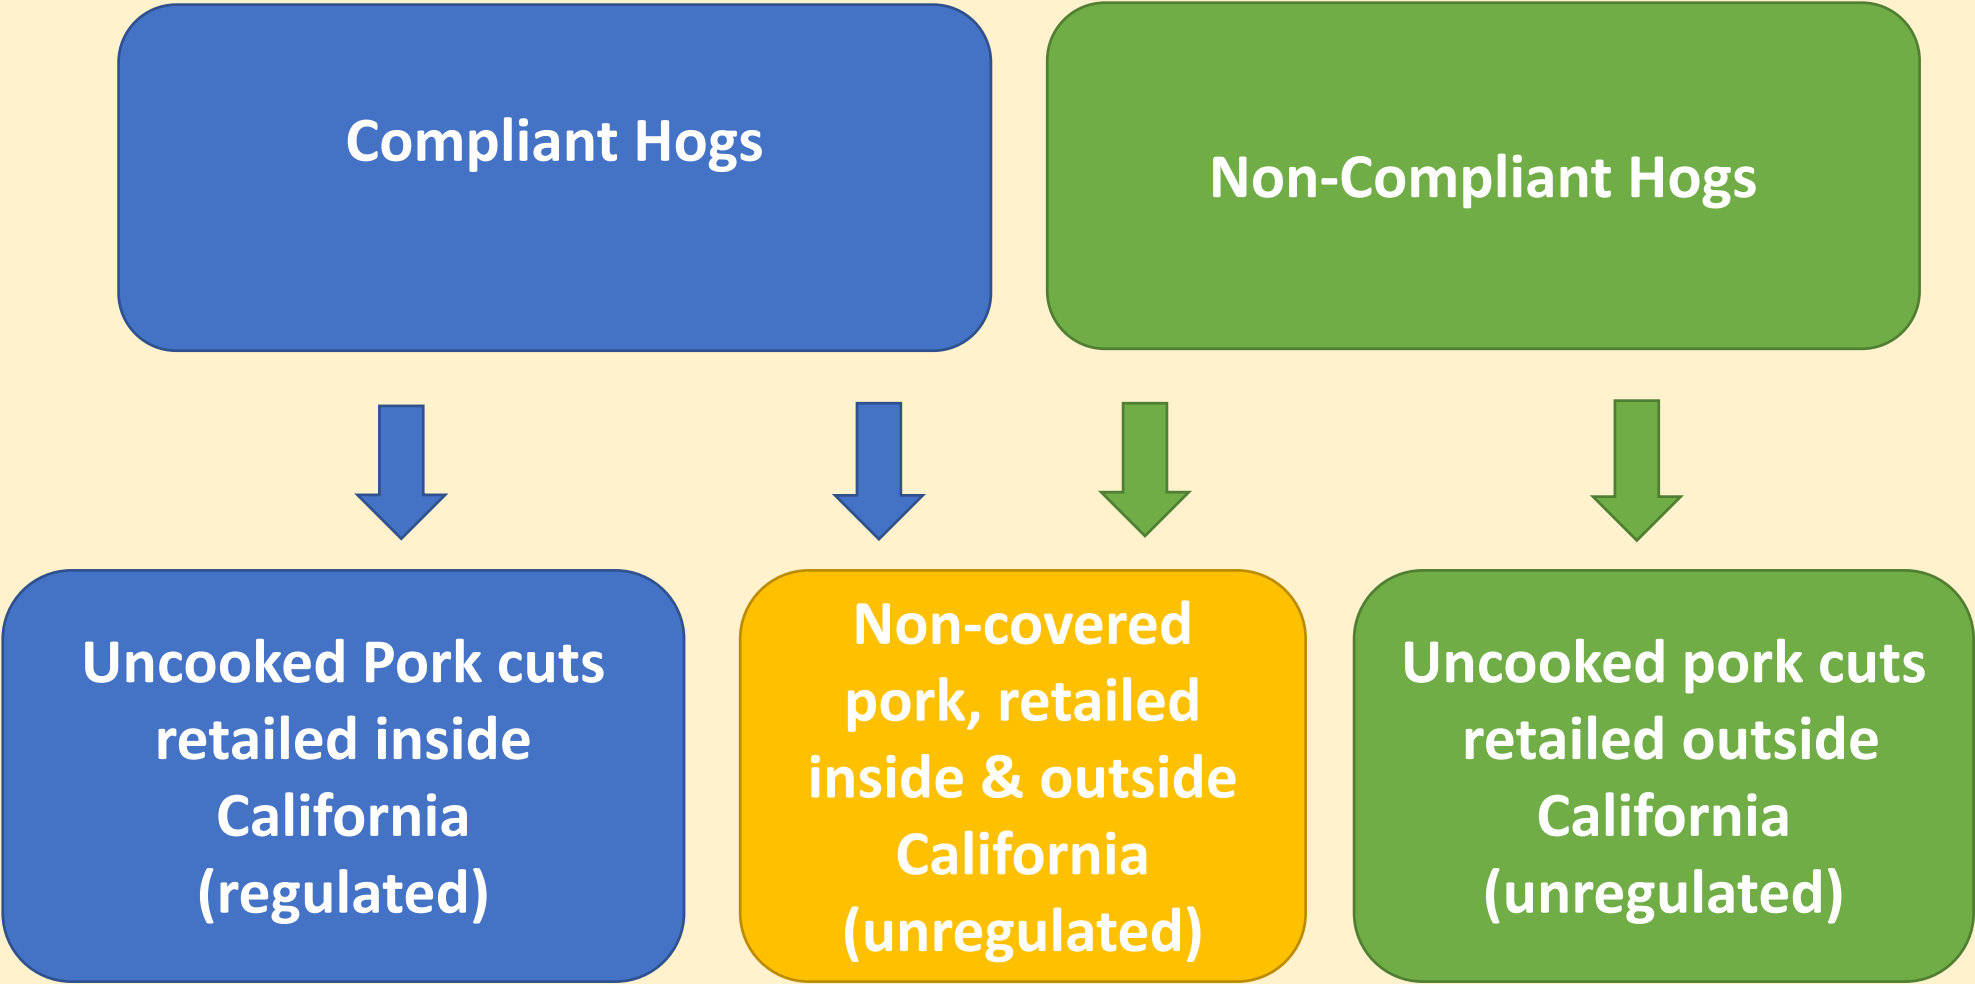 Compliant Hogs
Non-Compliant Hogs
Uncooked Pork cuts
retailed inside
California
(regulated)
Non-covered
pork, retailed
inside & outside
California
(unregulated)
Uncooked pork cuts
retailed outside
California
(unregulated)